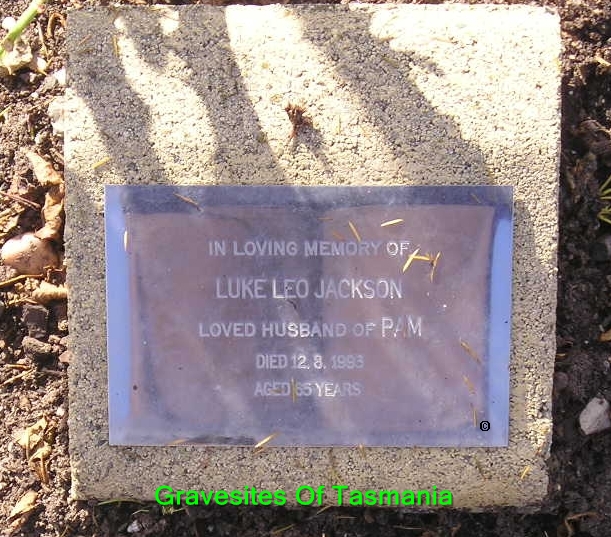 IN LOVING MEMORY OF
LUKE LEO JACKSON
LOVED HUSBAND OF PAM
DIED 12. 8. 1993
AGED 65 YEARS
©
Gravesites Of Tasmania